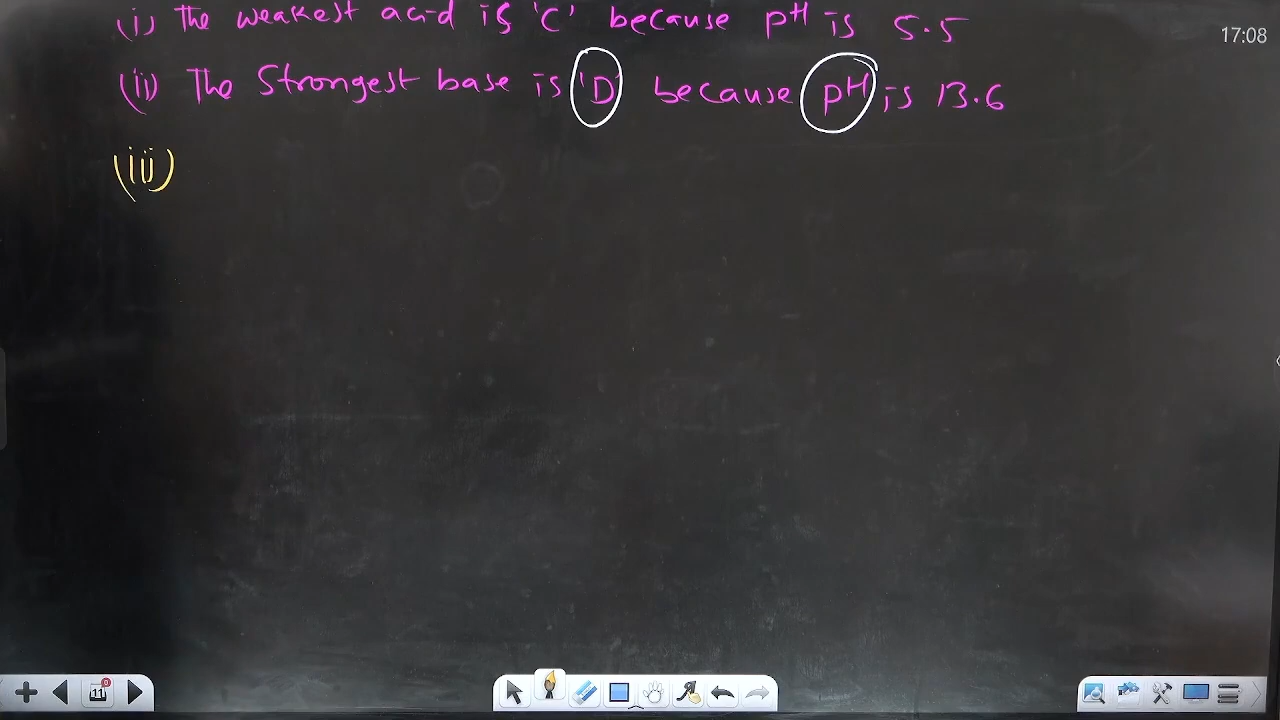 (i) The weakest acid is 'C' because pH is 5.5
17:08
(ii) The Strongest base is 'D' because pH is 13.6
(iii)
11